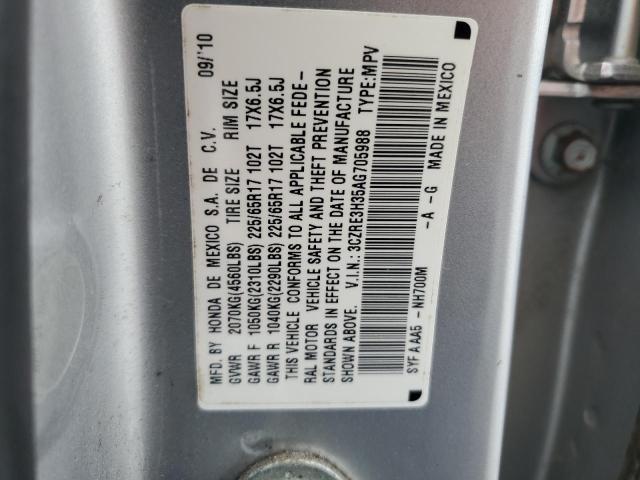 MFD. BY HONDA DE MEXICO S.A. DE C.V. 09/'10
GVWR 2070KG(4560LBS) TIRE SIZE RIM SIZE
GAWR F 1050KG(2310LBS) 225/65R17 102T 17X6.5J
GAWR R 1040KG(2290LBS) 225/65R17 102T 17X6.5J
THIS VEHICLE CONFORMS TO ALL APPLICABLE FEDE-
RAL MOTOR VEHICLE SAFETY AND THEFT PREVENTION
STANDARDS IN EFFECT ON THE DATE OF MANUFACTURE
SHOWN ABOVE. V.I.N.: 3CZRE3H35AG705988 TYPE:MPV
SYFAAA5 -NH700M -A -G MADE IN MEXICO